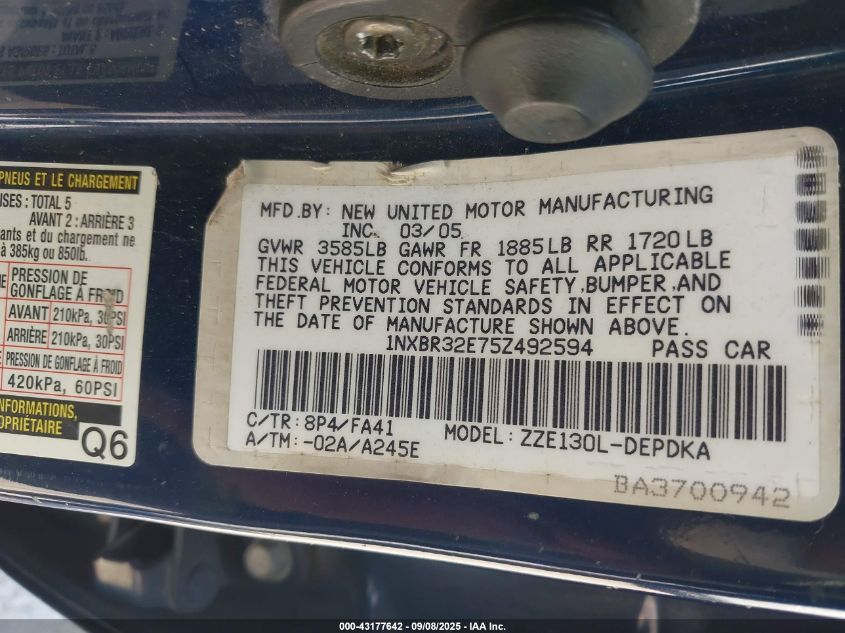 PNEUS ET LE CHARGEMENT
ISES : TOTAL 5
AVANT 2 : ARRIÈRE 3
ants et du chargement ne
à 385kg ou 850lb.
PRESSION DE
GONFLAGE À FROID
AVANT 210kPa, 30PSI
ARRIÈRE 210kPa, 30PSI
PRESSION DE GONFLAGE À FROID
420kPa, 60PSI
INFORMATIONS,
OPRIÉTAIRE
Q6
MFD.BY: NEW UNITED MOTOR MANUFACTURING
INC. 03/05
GVWR 3585LB GAWR FR 1885LB RR 1720LB
THIS VEHICLE CONFORMS TO ALL APPLICABLE
FEDERAL MOTOR VEHICLE SAFETY,BUMPER,AND
THEFT PREVENTION STANDARDS IN EFFECT ON
THE DATE OF MANUFACTURE SHOWN ABOVE.
1NXBR32E75Z492594 PASS CAR
C/TR: 8P4/FA41
A/TM: -02A/A245E MODEL: ZZE130L-DEPDKA
BA3700942
000-43177642 - 09/08/2025 - IAA Inc.